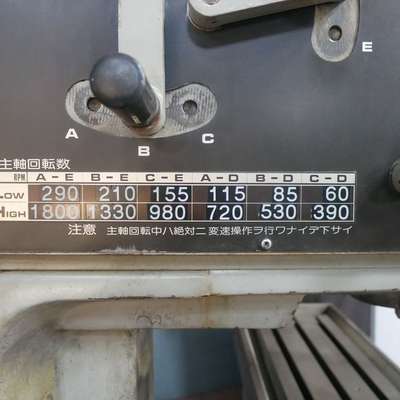 E
A
C
B
主軸回転数
RPM A-E B-E C-E A-D B-D C-D
LOW 290 210 155 115 85 60
HIGH 1800 1330 980 720 530 390
注意 主軸回転中ハ絶対ニ変速操作ヲ行ワナイデ下サイ